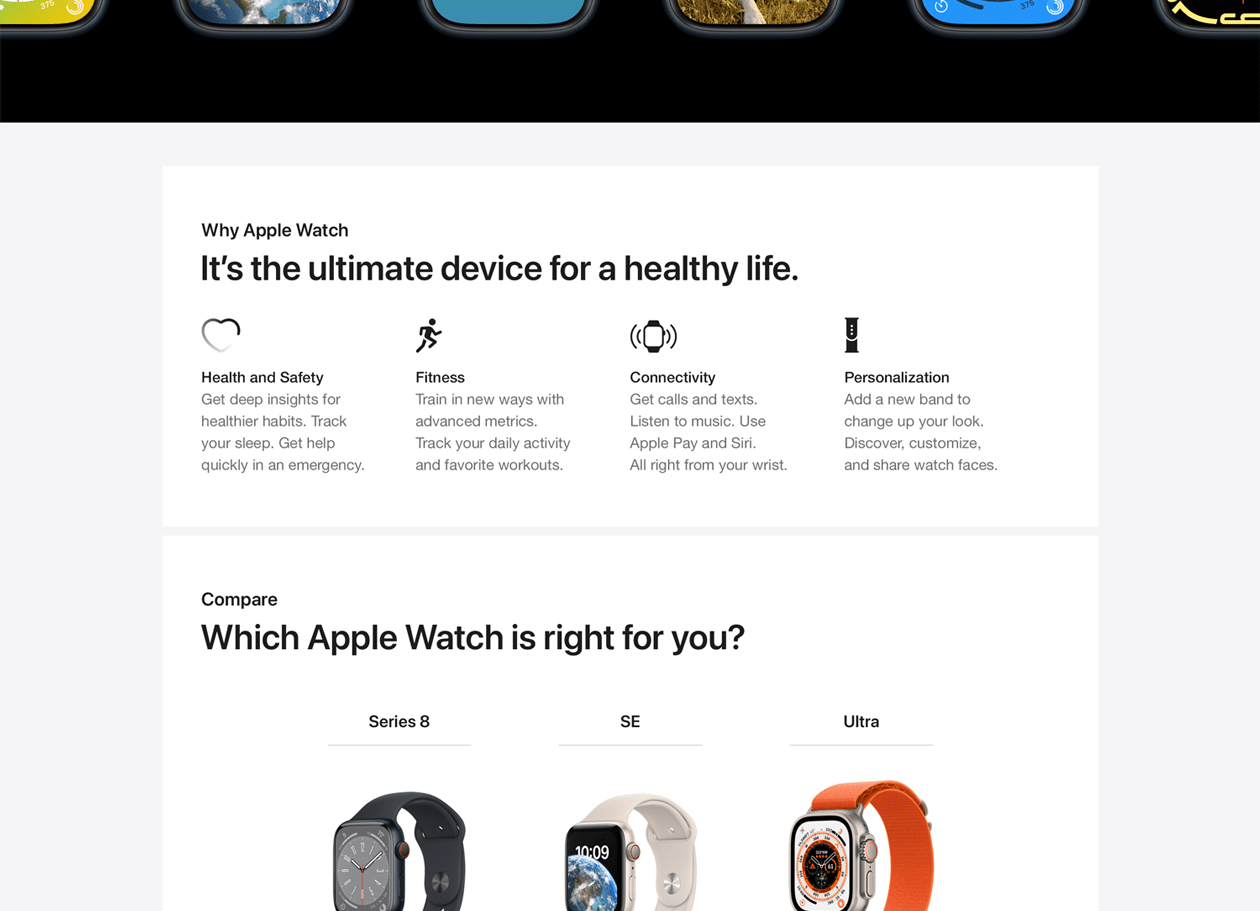 375
375
Why Apple Watch
It’s the ultimate device for a healthy life.
Health and Safety
Get deep insights for
healthier habits. Track
your sleep. Get help
quickly in an emergency.
Fitness
Train in new ways with
advanced metrics.
Track your daily activity
and favorite workouts.
Connectivity
Get calls and texts.
Listen to music. Use
Apple Pay and Siri.
All right from your wrist.
Personalization
Add a new band to
change up your look.
Discover, customize,
and share watch faces.
Compare
Which Apple Watch is right for you?
Series 8
SE
Ultra
10:09